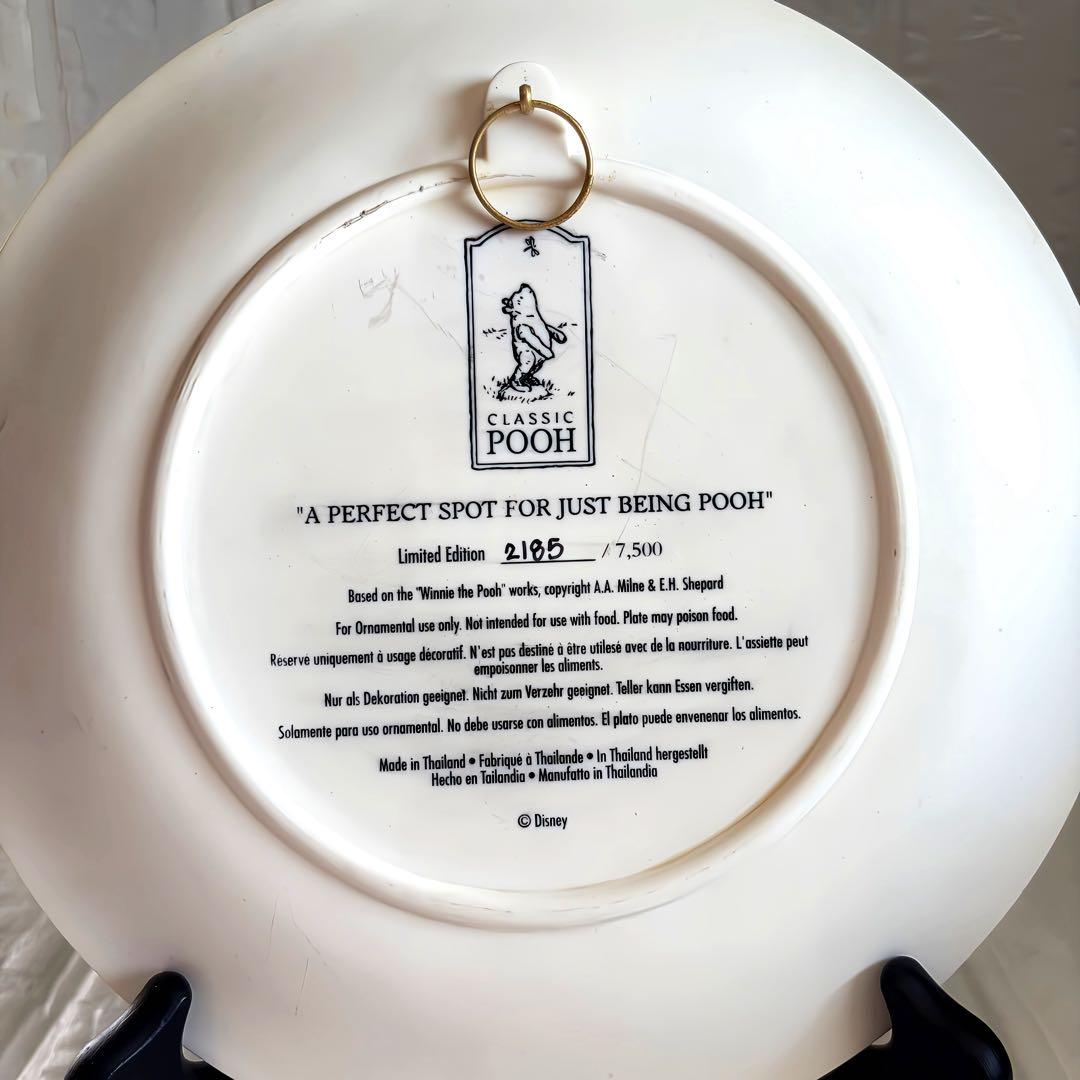 CLASSIC
POOH
"A PERFECT SPOT FOR JUST BEING POOH"
Limited Edition 2185 / 7,500
Based on the "Winnie the Pooh" works, copyright A.A. Milne & E.H. Shepard
For Ornamental use only. Not intended for use with food. Plate may poison food.
Réservé uniquement à usage décoratif. N'est pas destiné à être utilesé avec de la nourriture. L'assiette peut
empoisonner les aliments.
Nur als Dekoration geeignet. Nicht zum Verzehr geeignet. Teller kann Essen vergiften.
Solamente para uso ornamental. No debe usarse con alimentos. El plato puede envenenar los alimentos.
Made in Thailand • Fabriqué à Thailande • In Thailand hergestellt
Hecho en Tailandia • Manufatto in Thailandia
© Disney